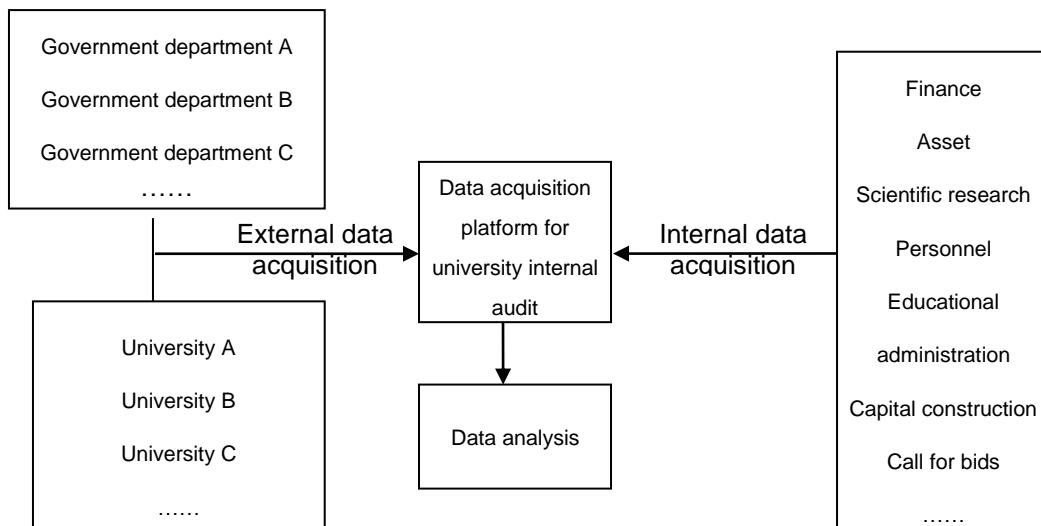 Government department A
Government department B
Government department C
……
University A
University B
University C
……
External data
acquisition
Data acquisition
platform for
university internal
audit
Data analysis
Internal data
acquisition
Finance
Asset
Scientific research
Personnel
Educational
administration
Capital construction
Call for bids
……